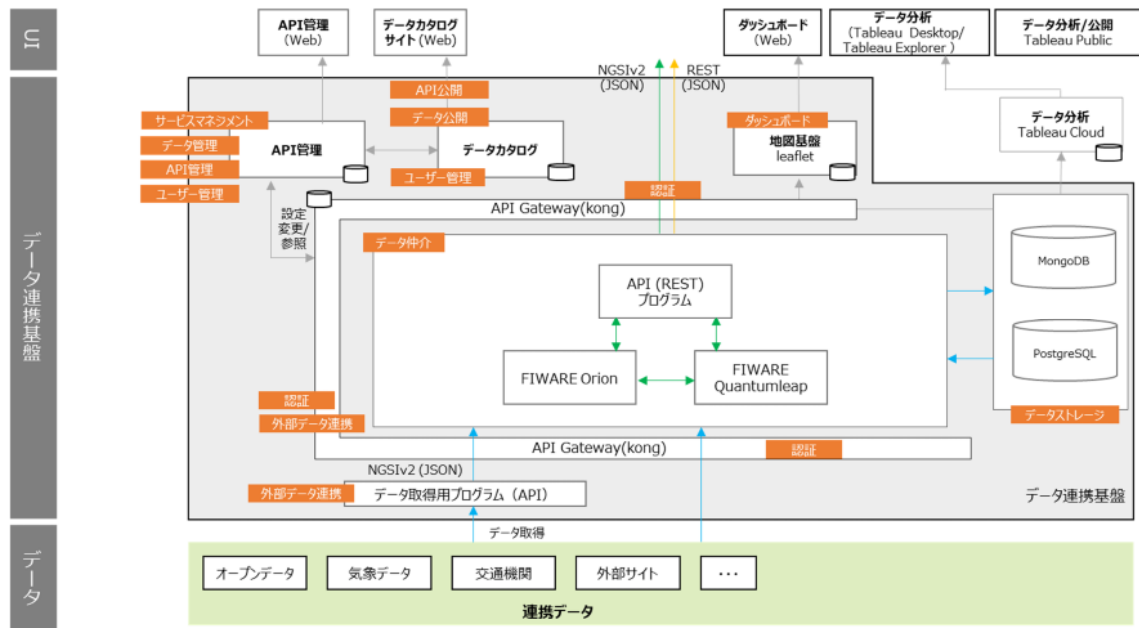 UI
API管理
（Web）
データカタログ
サイト (Web)
ダッシュボード
(Web)
データ分析
（Tableau Desktop/
Tableau Explorer ）
データ分析/公開
Tableau Public
NGSIv2
(JSON)
REST
(JSON)
データ連携基盤
API公開
データ公開
サービスマネジメント
データ管理
API管理
ユーザー管理
API管理
データカタログ
ユーザー管理
ダッシュボード
地図基盤
leaflet
データ分析
Tableau Cloud
認証
API Gateway(kong)
設定
変更/
参照
データ仲介
API (REST)
プログラム
FIWARE Orion
FIWARE
Quantumleap
MongoDB
PostgreSQL
データストレージ
認証
外部データ連携
API Gateway(kong)
認証
NGSIv2 (JSON)
外部データ連携
データ取得用プログラム（API）
データ連携基盤
データ取得
データ
オープンデータ
気象データ
交通機関
外部サイト
・・・
連携データ